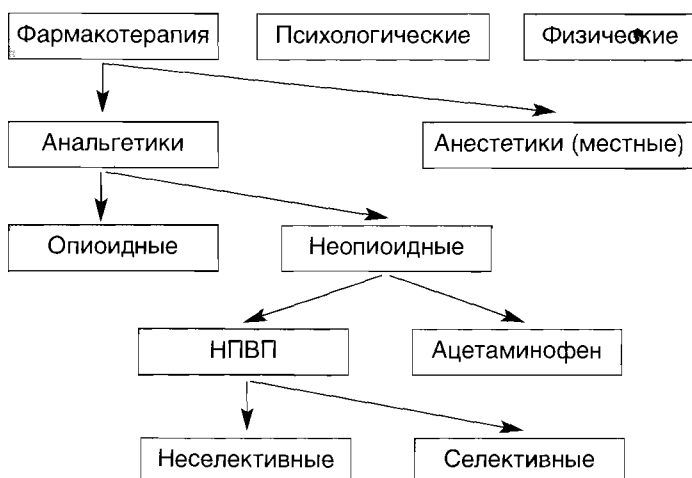 Фармакотерапия
Психологические
Физические
Анальгетики
Анестетики (местные)
Опиоидные
Неопиоидные
НПВП
Ацетаминофен
Неселективные
Селективные